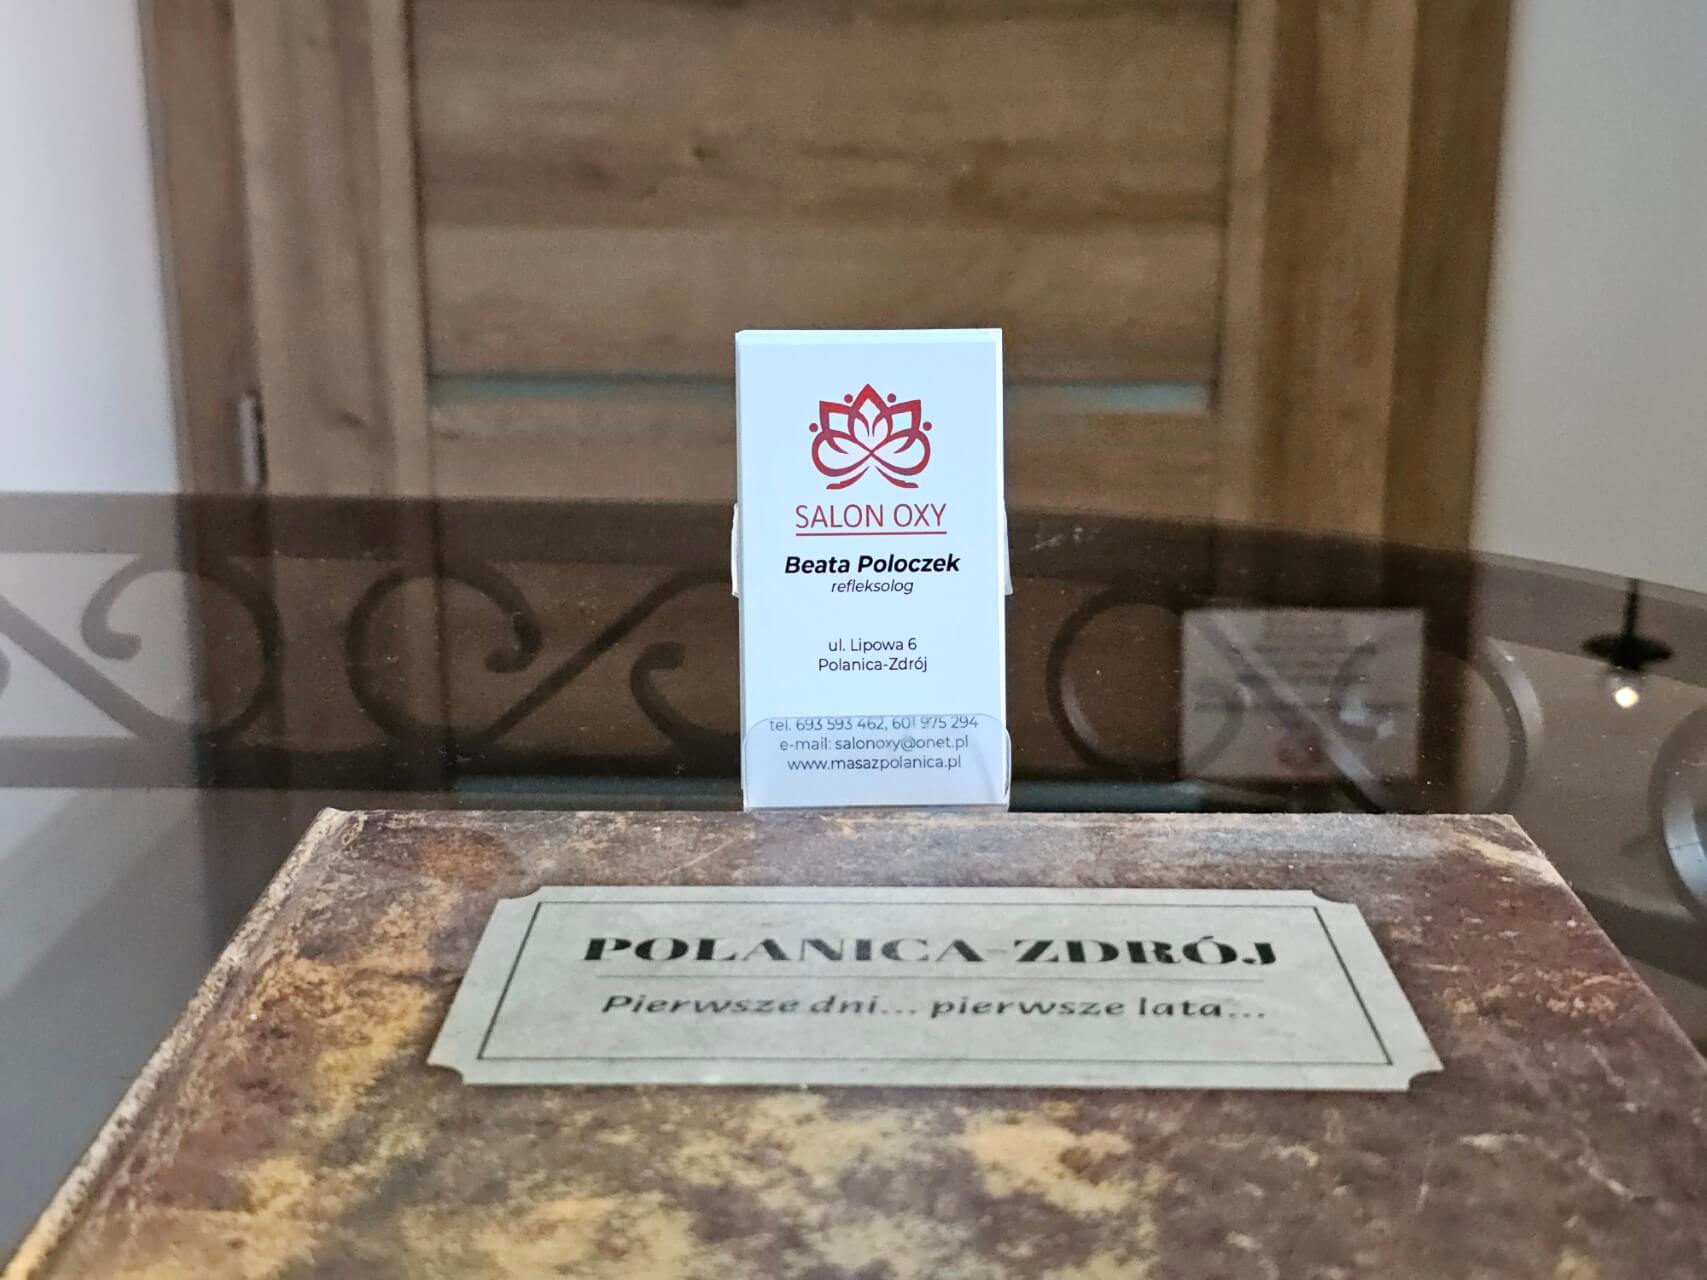 SALON OXY
Beata Poloczek
refleksolog
ul. Lipowa 6
Polanica-Zdrój
tel. 693 593 462, 601 975 294
e-mail: salonoxy@onet.pl
www.masazpolanica.pl
POLANICA-ZDRÓJ
Pierwsze dni... pierwsze lata...